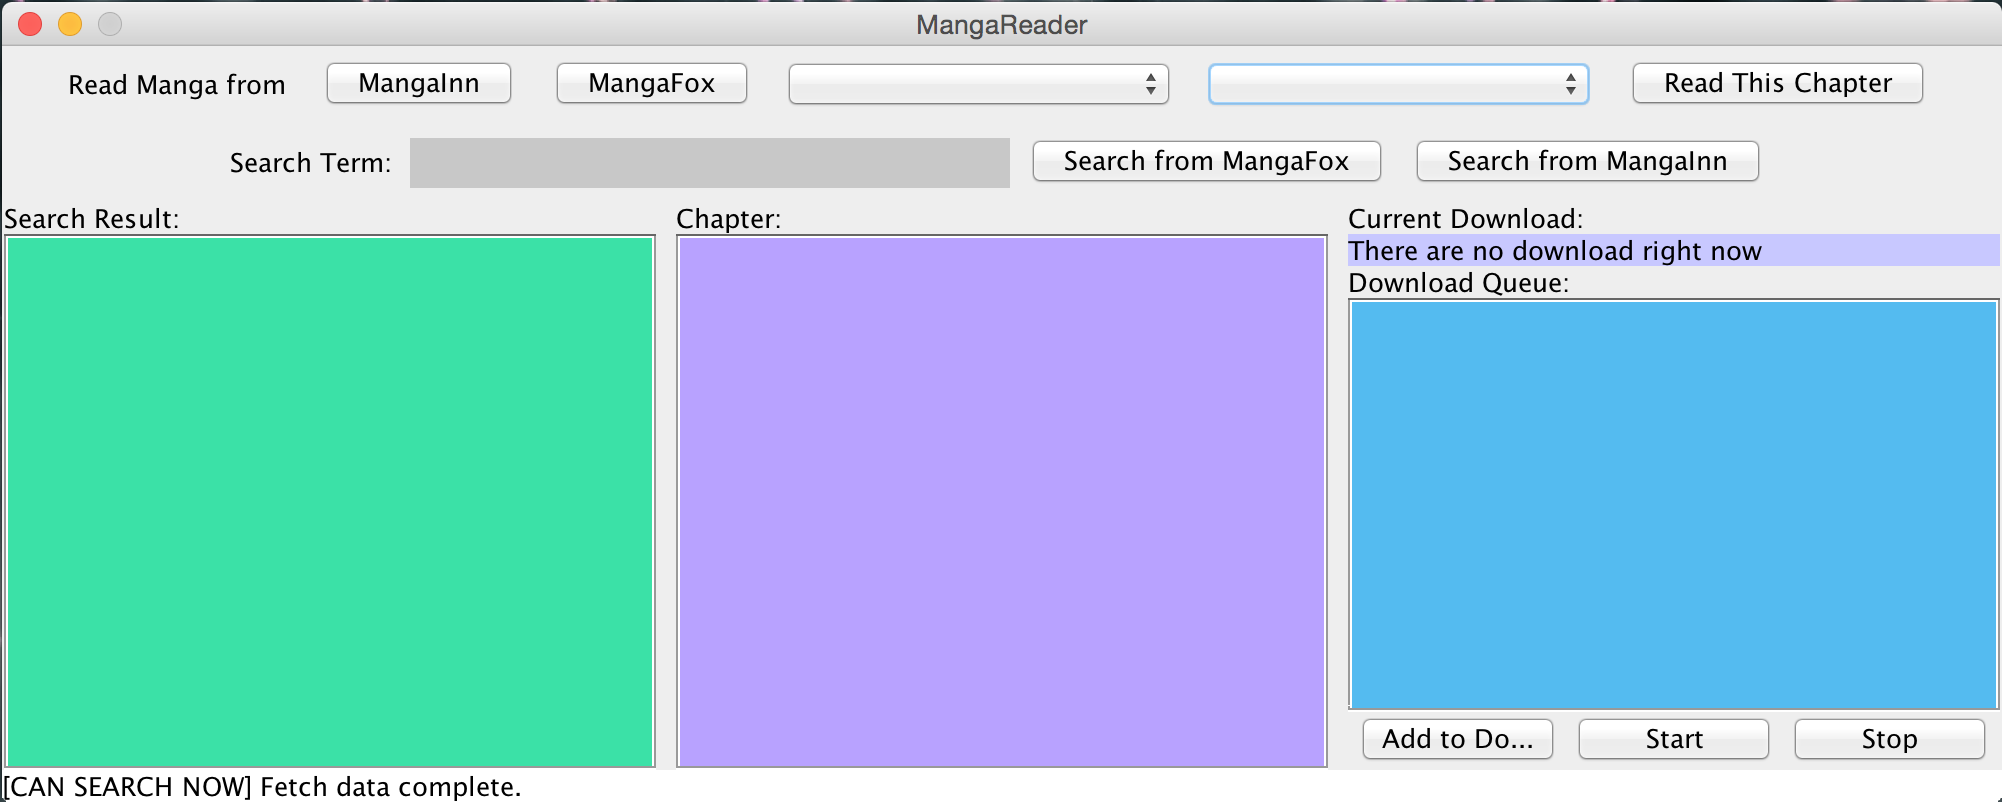 MangaReader
Read Manga from MangaInn MangaFox Read This Chapter
Search Term: Search from MangaFox Search from MangaInn
Search Result: Chapter: Current Download:
There are no download right now
Download Queue:
Add to Do... Start Stop
[CAN SEARCH NOW] Fetch data complete.